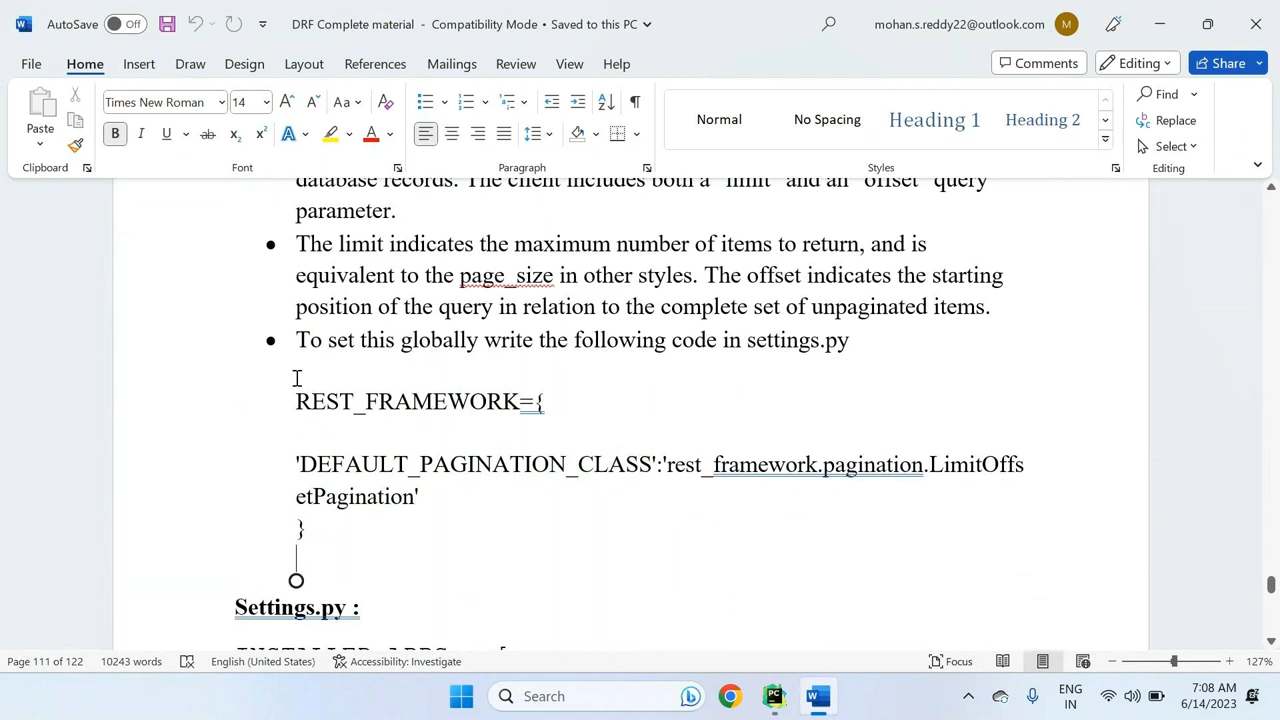 AutoSave Off DRF Complete material - Compatibility Mode • Saved to this PC mohan.s.reddy22@outlook.com M
File Home Insert Draw Design Layout References Mailings Review View Help Comments Editing Share
Paste
Clipboard
Times New Roman 14 A A Aa A
B I U ab x₂ x² A A
Font
Paragraph
Normal No Spacing Heading 1 Heading 2
Styles
Find
Replace
Select
Editing
database records. The client includes both a "limit" and an "offset" query
parameter.
• The limit indicates the maximum number of items to return, and is
equivalent to the page_size in other styles. The offset indicates the starting
position of the query in relation to the complete set of unpaginated items.
• To set this globally write the following code in settings.py
REST_FRAMEWORK={
'DEFAULT_PAGINATION_CLASS':'rest_framework.pagination.LimitOffs
etPagination'
}
Settings.py :
INSTALLED_APPS = [
Page 111 of 122 10243 words English (United States) Accessibility: Investigate Focus 127%
Search ENG
IN 7:08 AM
6/14/2023